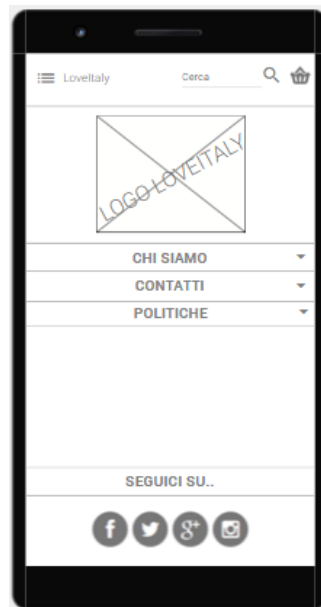 LoveItaly
Cerca
LOGO LOVEITALY
CHI SIAMO
CONTATTI
POLITICHE
SEGUICI SU..